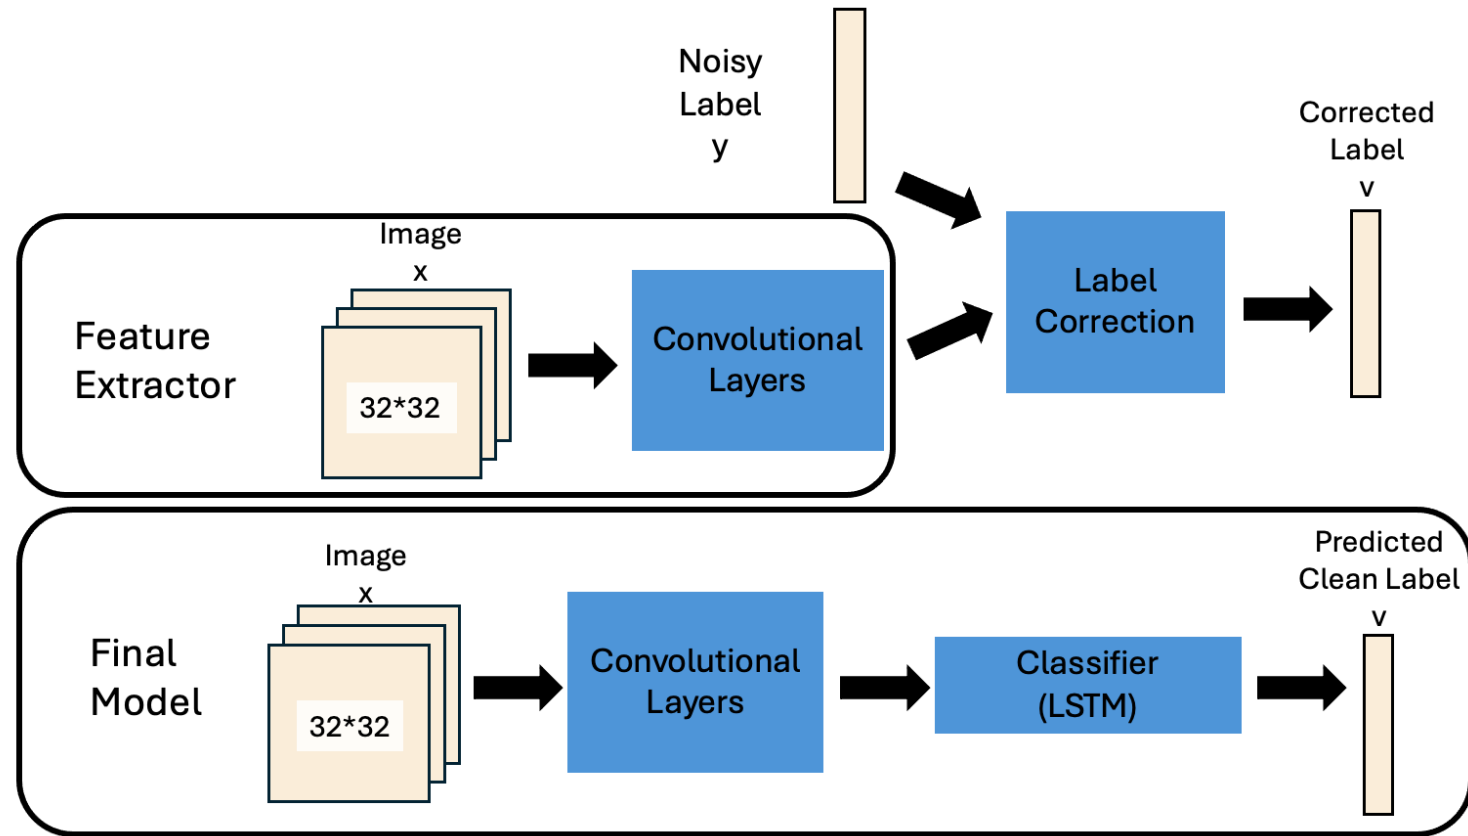 Noisy
Label
y
Corrected
Label
v
Image
x
Feature
Extractor
32*32
Convolutional
Layers
Label
Correction
Image
x
Final
Model
32*32
Convolutional
Layers
Classifier
(LSTM)
Predicted
Clean Label
v